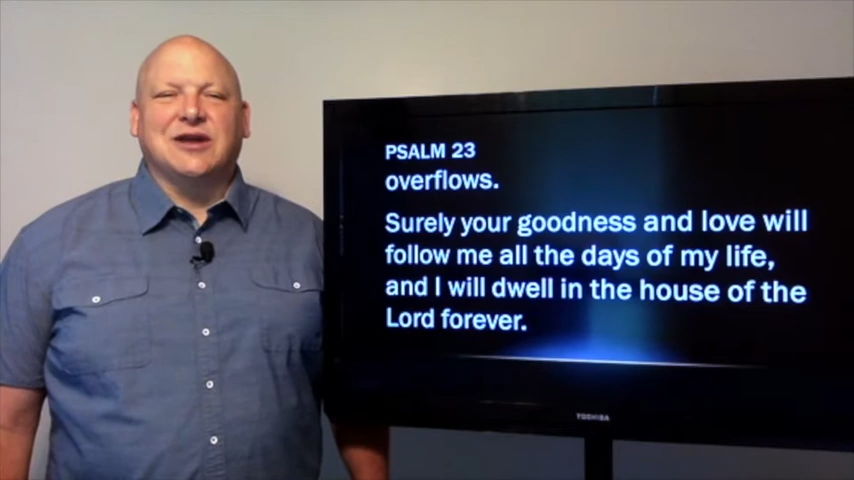 PSALM 23
overflows.
Surely your goodness and love will
follow me all the days of my life,
and I will dwell in the house of the
Lord forever.
TOSHIBA